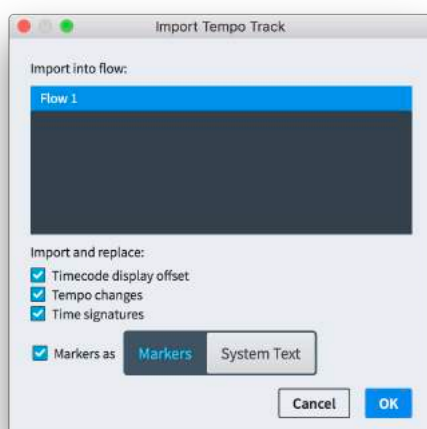 Import Tempo Track
Import into flow:
Flow 1
Import and replace:
Timecode display offset
Tempo changes
Time signatures
Markers as Markers System Text
Cancel OK